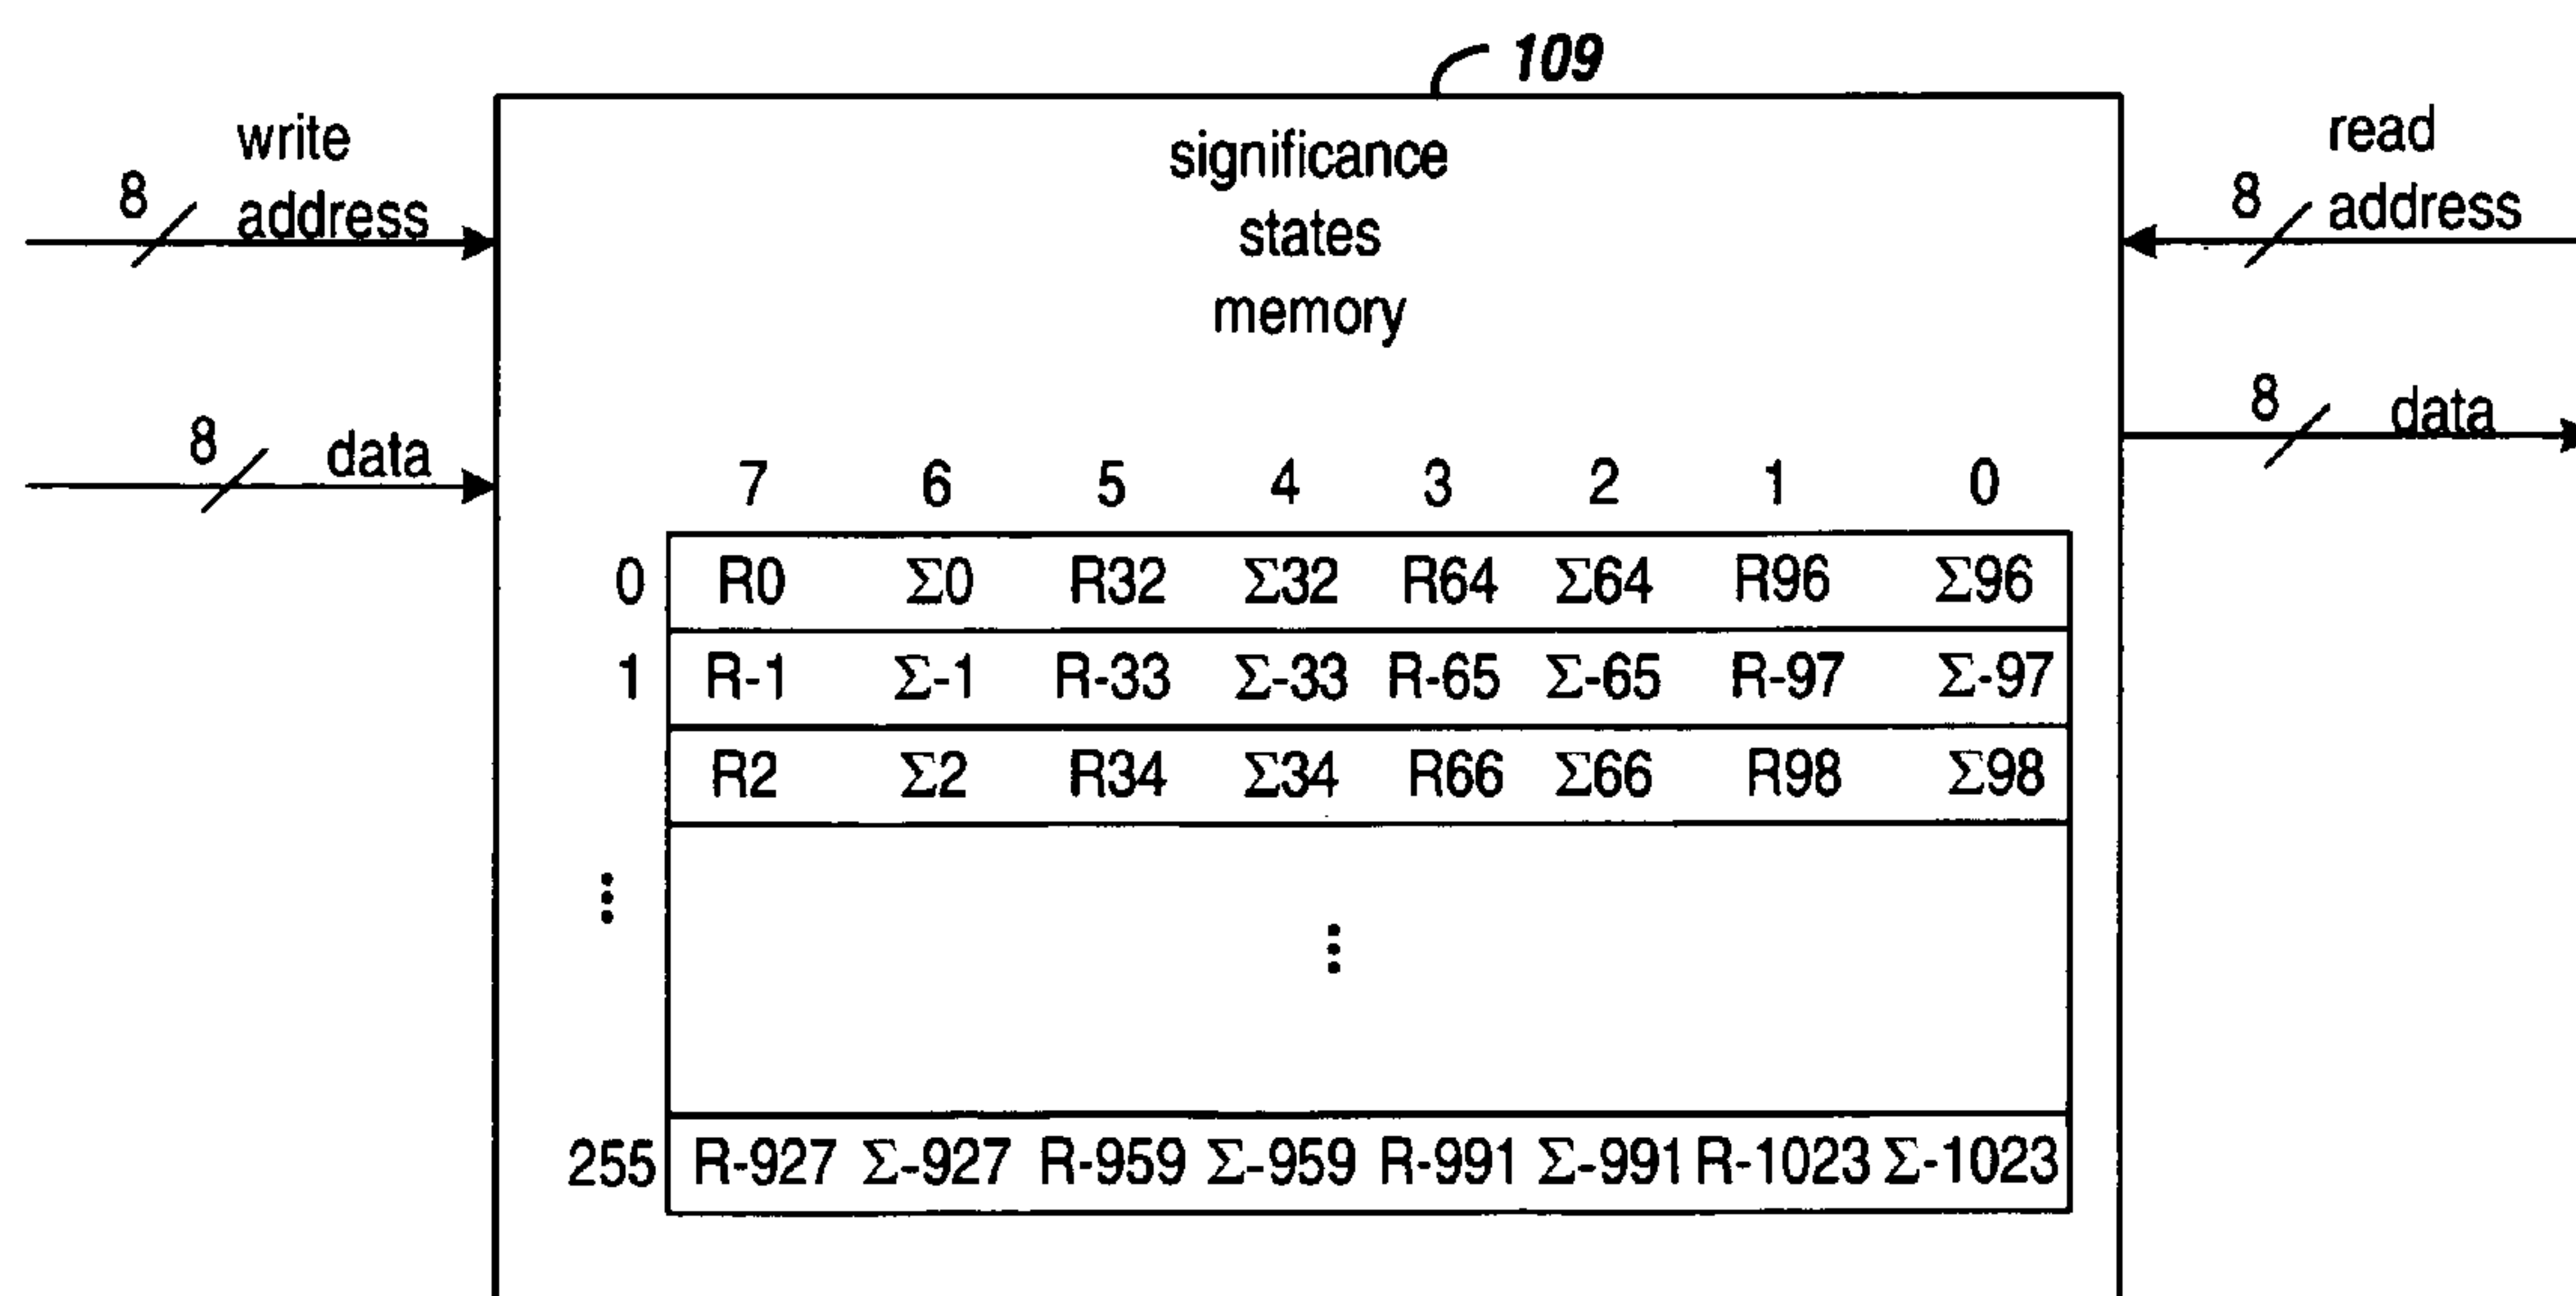 109
write
address
8
read
address
8
significance
states
memory
8 data
8 data
7 6 5 4 3 2 1 0
0 R0 Σ0 R32 Σ32 R64 Σ64 R96 Σ96
1 R-1 Σ-1 R-33 Σ-33 R-65 Σ-65 R-97 Σ-97
R2 Σ2 R34 Σ34 R66 Σ66 R98 Σ98
255 R-927 Σ-927 R-959 Σ-959 R-991 Σ-991 R-1023 Σ-1023